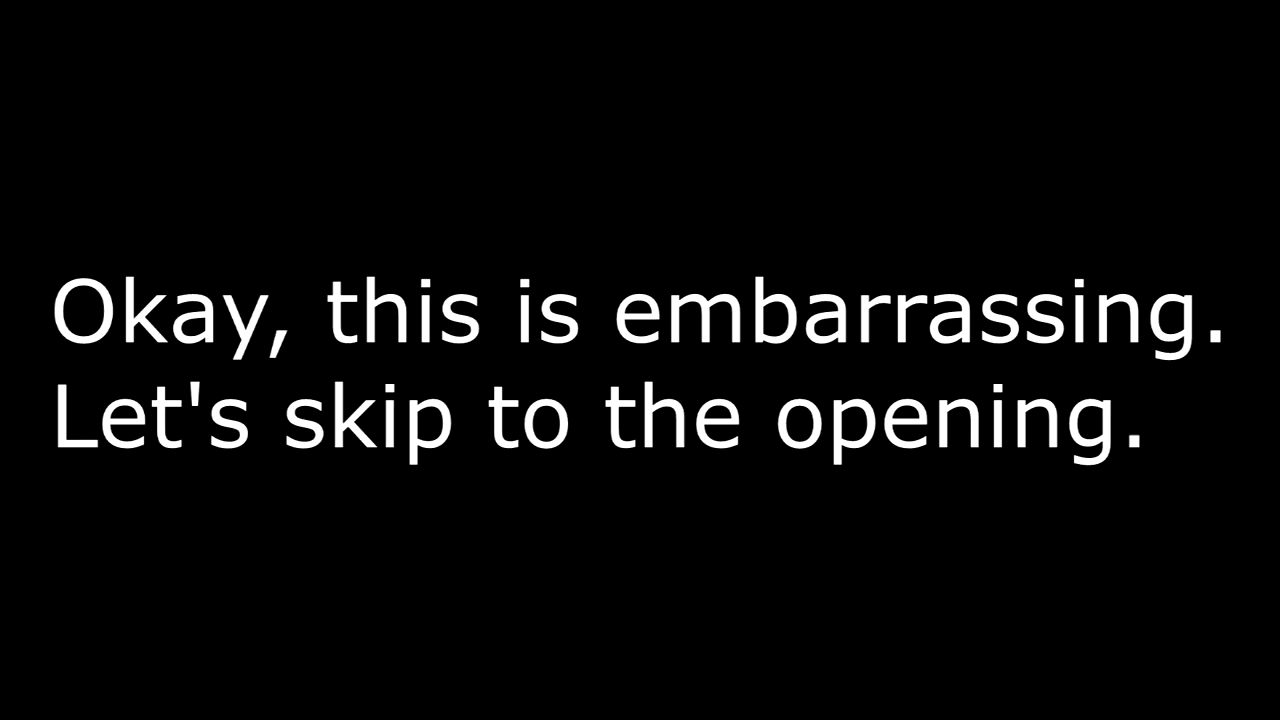 Okay, this is embarrassing.
Let's skip to the opening.